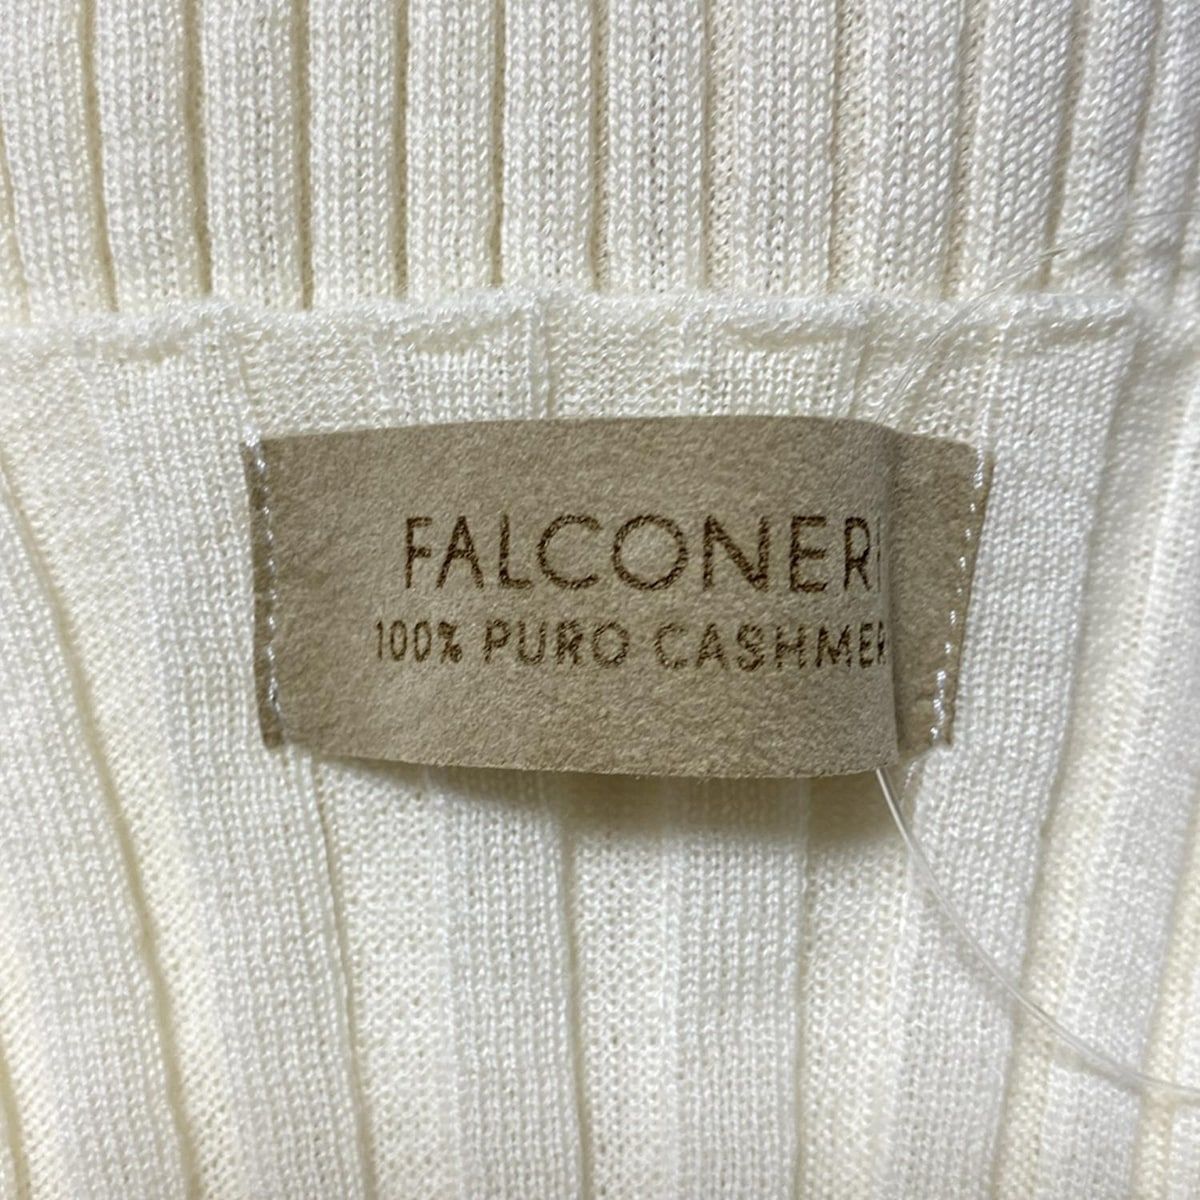 FALCONERI
100% PURO CASHMER